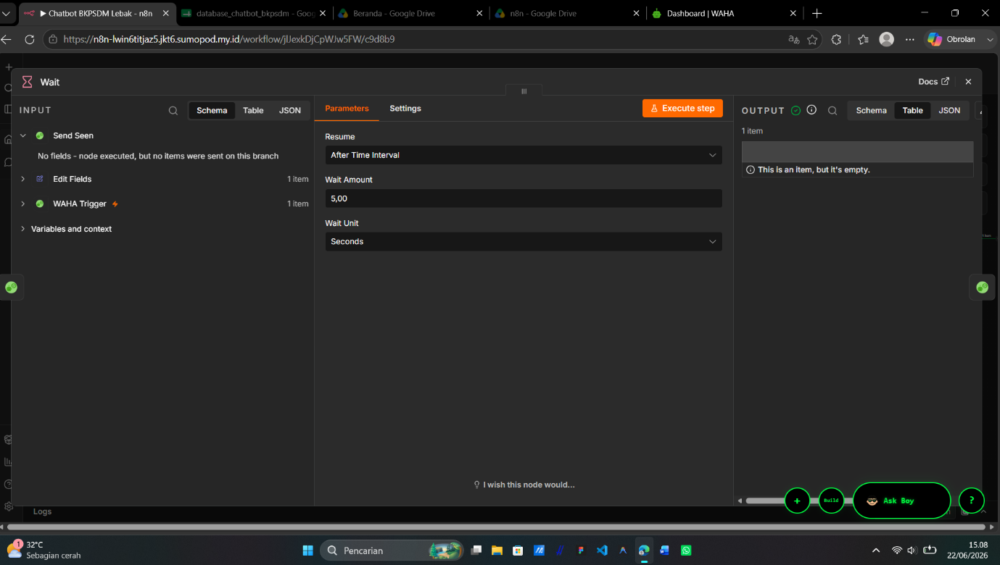 Chatbot BKPSDM Lebak - n8n
database_chatbot_bkpsdm - Goog
Beranda - Google Drive
n8n - Google Drive
Dashboard | WAHA
https://n8n-lwin6titjaz5.jkt6.sumopod.my.id/workflow/jlJexkDjCpWJw5FW/c9d8b9
Obrolan
Wait
Docs
INPUT
Schema
Table
JSON
Parameters
Settings
Execute step
OUTPUT
Schema
Table
JSON
1 item
Send Seen
No fields - node executed, but no items were sent on this branch
Edit Fields
1 item
WAHA Trigger
1 item
Variables and context
Resume
After Time Interval
Wait Amount
5,00
Wait Unit
Seconds
This is an item, but it's empty.
I wish this node would...
+
Build
Ask Boy
?
Logs
1
32°C
Sebagian cerah
Pencarian
15.08
22/06/2026